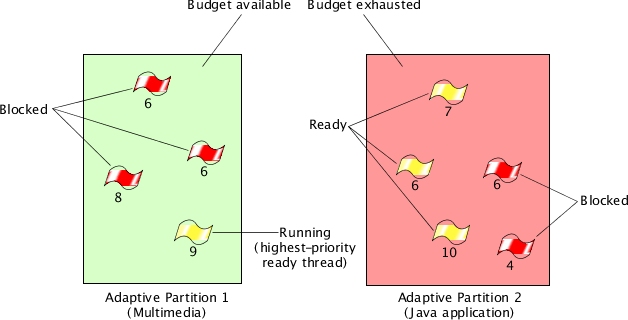 Budget available
Budget exhausted
Blocked
6
6
8
9
Running
(highest-priority
ready thread)
Adaptive Partition 1
(Multimedia)
Ready
7
6
6
10
4
Blocked
Adaptive Partition 2
(Java application)